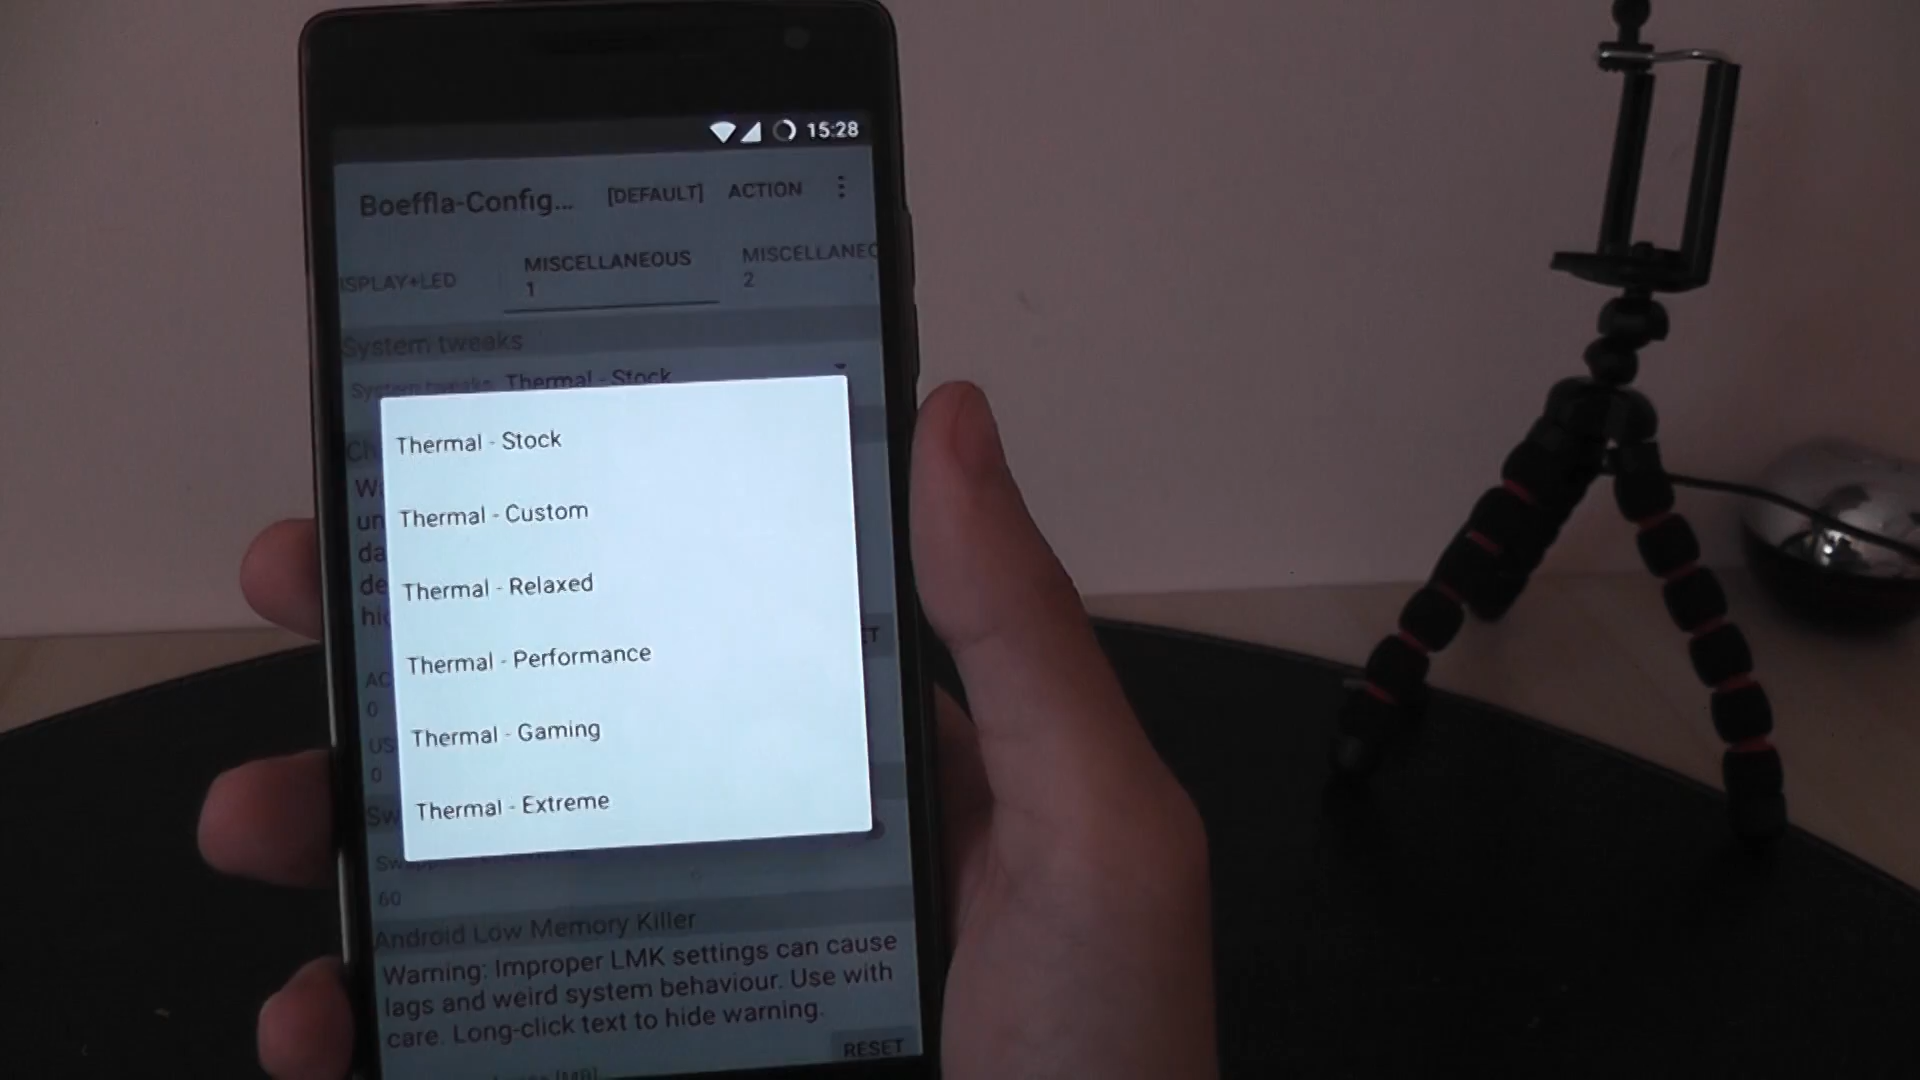 15:28
Boeffla-Config... [DEFAULT] ACTION
ISPLAY+LED MISCELLANEOUS 1 MISCELLANEO 2
System tweaks
System tweaks Thermal - Stock
Thermal - Stock
Thermal - Custom
Thermal - Relaxed
Thermal - Performance
Thermal - Gaming
Thermal - Extreme
60
Android Low Memory Killer
Warning: Improper LMK settings can cause
lags and weird system behaviour. Use with
care. Long-click text to hide warning.
RESET